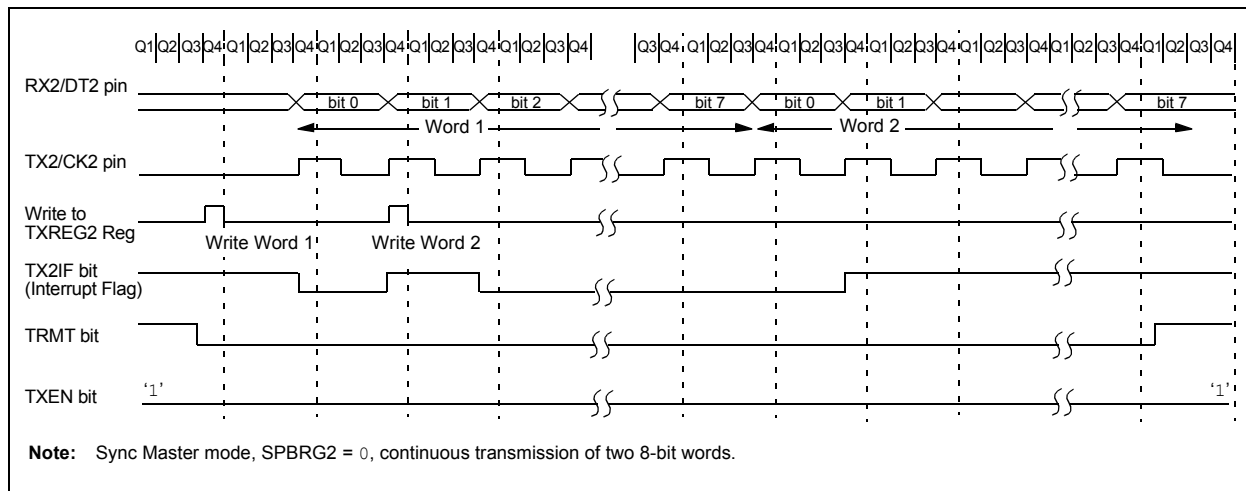 Q1 Q2 Q3 Q4 Q1 Q2 Q3 Q4 Q1 Q2 Q3 Q4 Q1 Q2 Q3 Q4 Q1 Q2 Q3 Q4 Q3 Q4 Q1 Q2 Q3 Q4 Q1 Q2 Q3 Q4 Q1 Q2 Q3 Q4 Q1 Q2 Q3 Q4 Q1 Q2 Q3 Q4 Q1 Q2 Q3 Q4
RX2/DT2 pin
bit 0 bit 1 bit 2 bit 7 bit 0 bit 1 bit 7
Word 1 Word 2
TX2/CK2 pin
Write to
TXREG2 Reg
Write Word 1 Write Word 2
TX2IF bit
(Interrupt Flag)
TRMT bit
TXEN bit
‘1’ ‘1’
Note: Sync Master mode, SPBRG2 = 0, continuous transmission of two 8-bit words.